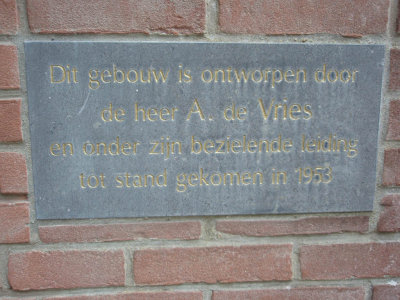 Dit gebouw is ontworpen door
de heer A. de Vries
en onder zijn bezielende leiding
tot stand gekomen in 1953